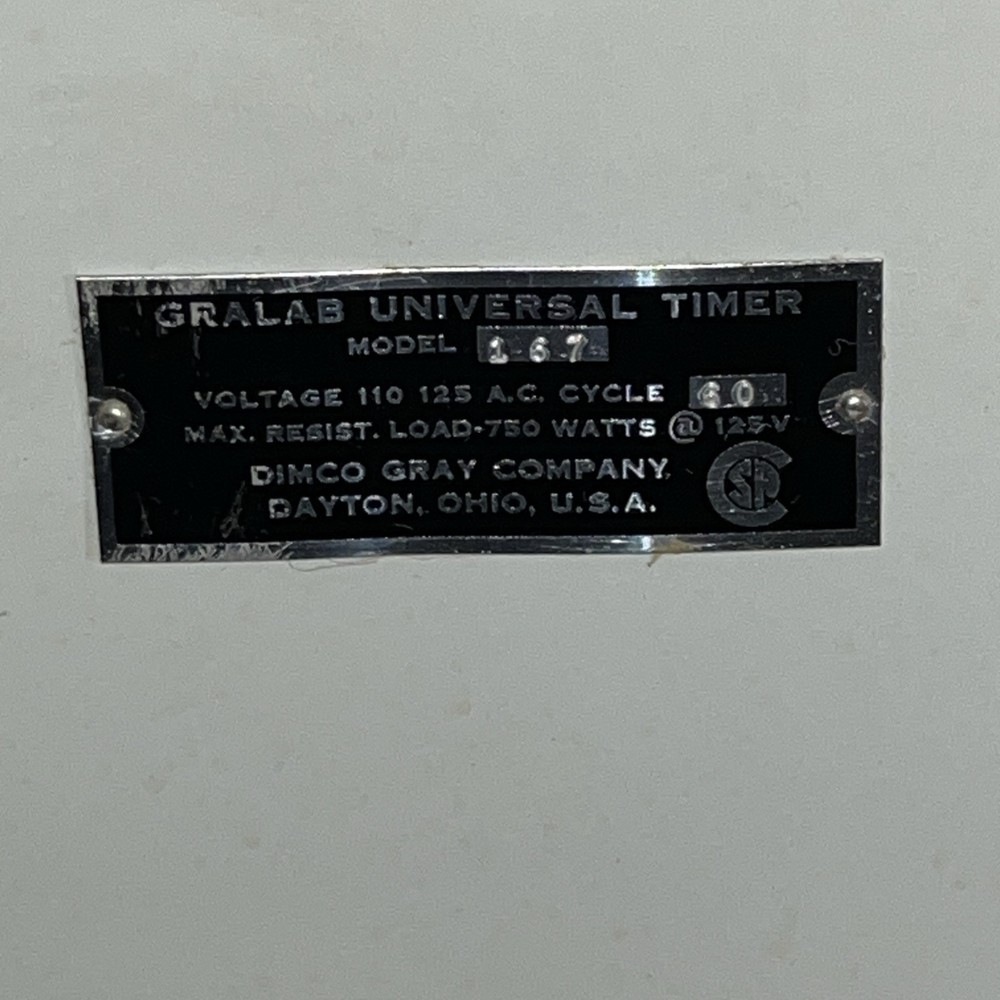 GRALAB UNIVERSAL TIMER
MODEL 167
VOLTAGE 110 125 A.C. CYCLE 60
MAX. RESIST. LOAD-750 WATTS @ 125-V
DIMCO GRAY COMPANY,
DAYTON, OHIO, U.S.A.
CSA